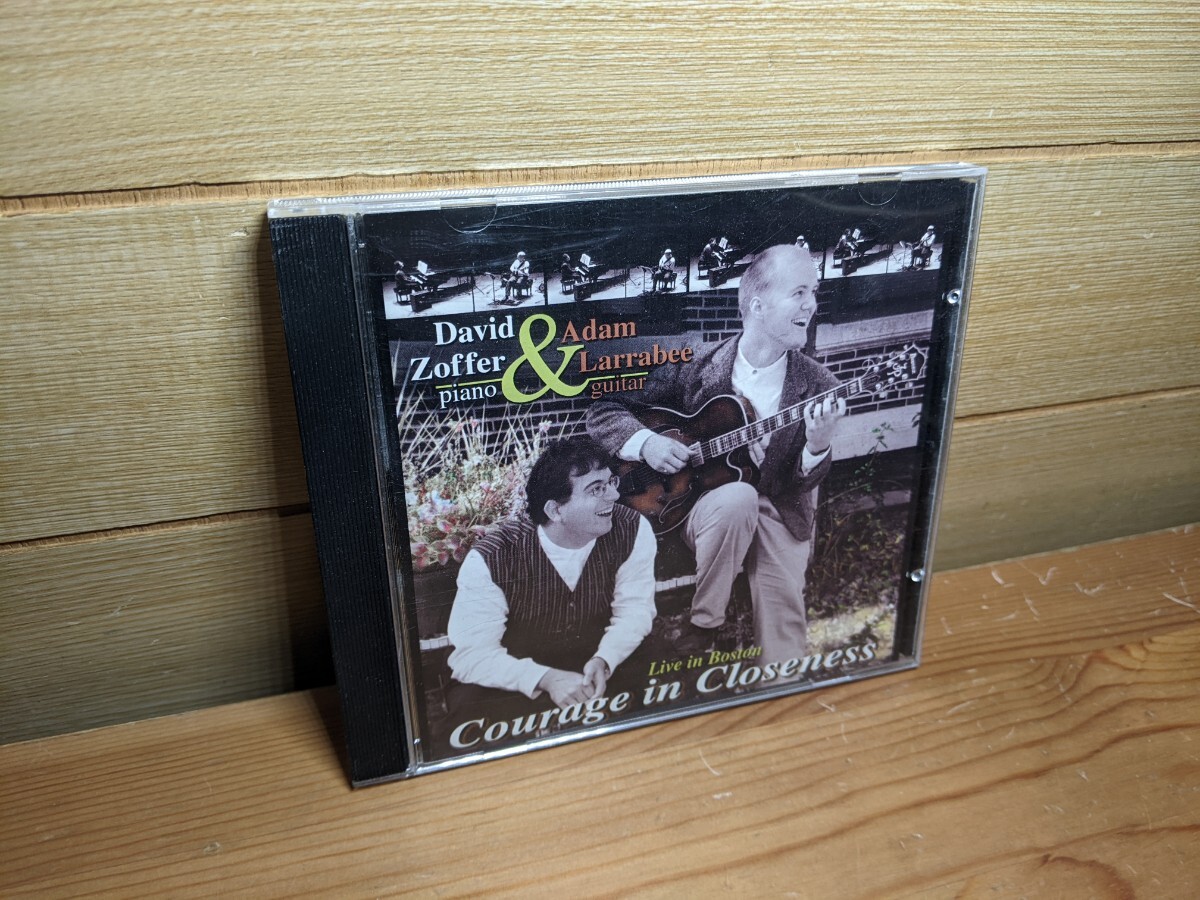 David
Zoffer
piano
&
Adam
Larrabee
guitar
Live in Boston
Courage in Closeness